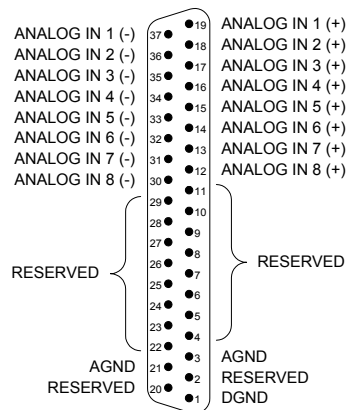 19 ANALOG IN 1 (+)
ANALOG IN 1 (-) 37
18 ANALOG IN 2 (+)
ANALOG IN 2 (-) 36
17 ANALOG IN 3 (+)
ANALOG IN 3 (-) 35
16 ANALOG IN 4 (+)
ANALOG IN 4 (-) 34
15 ANALOG IN 5 (+)
ANALOG IN 5 (-) 33
14 ANALOG IN 6 (+)
ANALOG IN 6 (-) 32
13 ANALOG IN 7 (+)
ANALOG IN 7 (-) 31
12 ANALOG IN 8 (+)
ANALOG IN 8 (-) 30
11
29
10
28
9
27
8
RESERVED
26
RESERVED
7
25
6
24
5
23
4
22
3 AGND
AGND 21
2 RESERVED
RESERVED 20
1 DGND